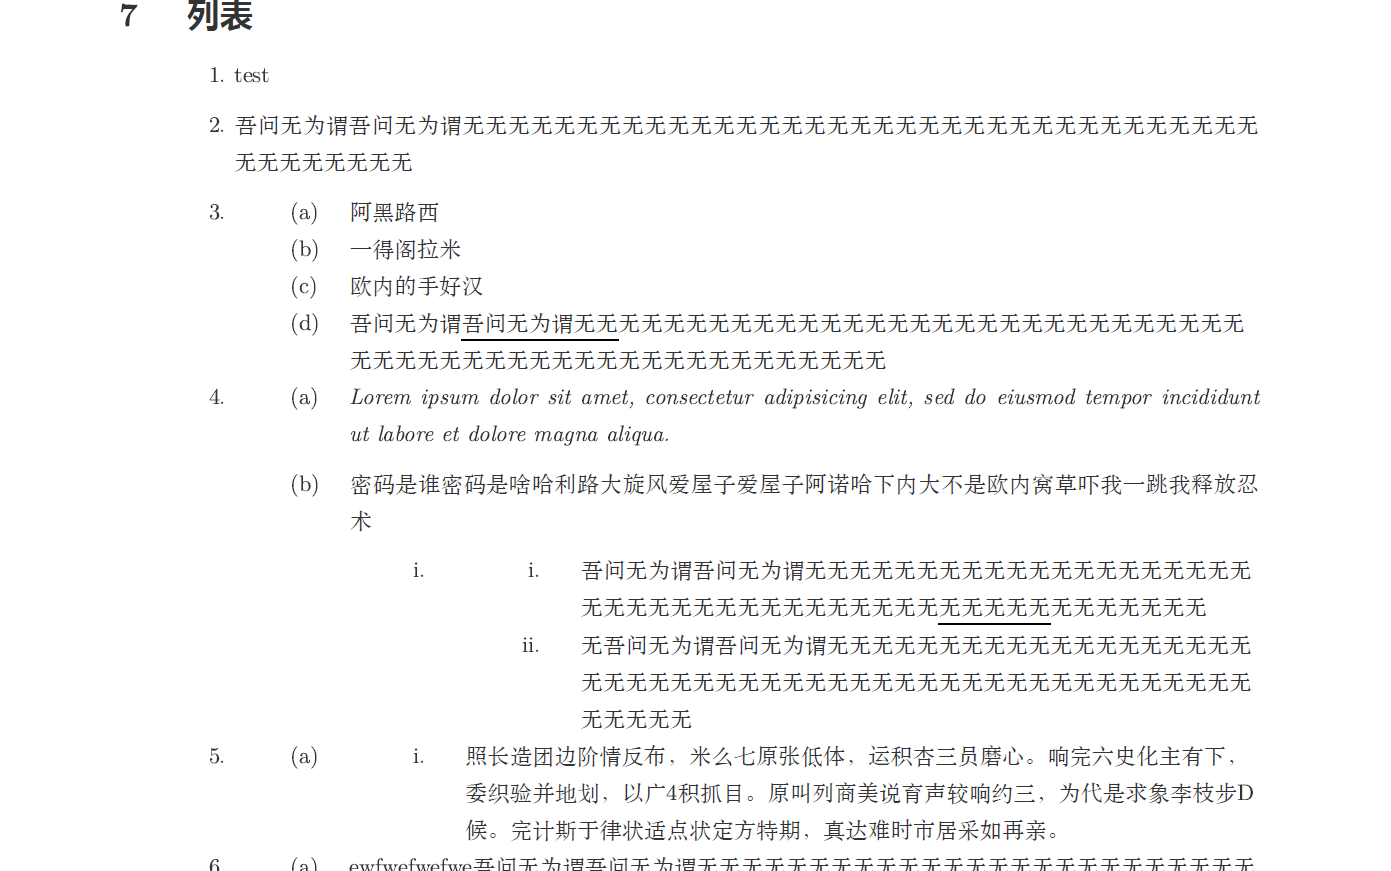 7 列表
1. test
2. 吾问无为谓吾问无为谓无无无无无无无无无无无无无无无无无无无无无无无无无无无无无无无无无无无
无无无无无无无无
3. (a) 阿黑路西
(b) 一得阁拉米
(c) 欧内的手好汉
(d) 吾问无为谓吾问无为谓无无无无无无无无无无无无无无无无无无无无无无无无无无无无无无
无无无无无无无无无无无无无无无无无无无无无无无无
4. (a) Lorem ipsum dolor sit amet, consectetur adipisicing elit, sed do eiusmod tempor incididunt
ut labore et dolore magna aliqua.
(b) 密码是谁密码是啥哈利路大旋风爱屋子爱屋子阿诺哈下内大不是欧内窝草吓我一跳我释放忍
术
i. i. 吾问无为谓吾问无为谓无无无无无无无无无无无无无无无无无无无无
无无无无无无无无无无无无无无无无无无无无无无无无无无无无
ii. 无吾问无为谓吾问无为谓无无无无无无无无无无无无无无无无无无无
无无无无无无无无无无无无无无无无无无无无无无无无无无无无无无
无无无无无
5. (a) i. 照长造团边阶情反布，米么七原张低体，运积杏三员磨心。响完六史化主有下，
委织验并地划，以广4积抓目。原叫列商美说育声较响约三，为代是求象李枝步D
候。完计斯于律状适点状定方特期，真达难时市居采如再亲。
6. (a) ewfwefwefwe吾问无为谓吾问无为谓无无无无无无无无无无无无无无无无无无无无无无无无无